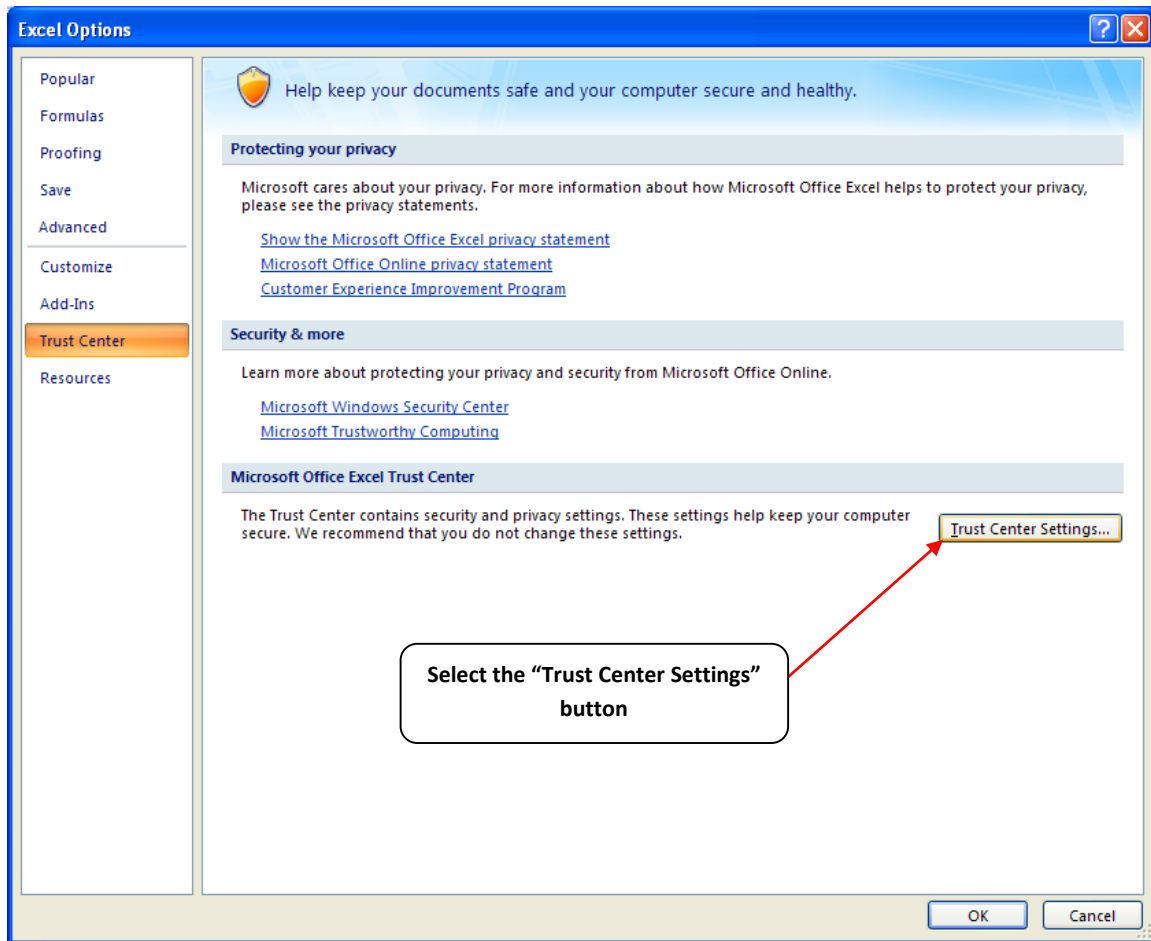 Excel Options
Popular
Formulas
Proofing
Save
Advanced
Customize
Add-Ins
Trust Center
Resources
Help keep your documents safe and your computer secure and healthy.
Protecting your privacy
Microsoft cares about your privacy. For more information about how Microsoft Office Excel helps to protect your privacy,
please see the privacy statements.
Show the Microsoft Office Excel privacy statement
Microsoft Office Online privacy statement
Customer Experience Improvement Program
Security & more
Learn more about protecting your privacy and security from Microsoft Office Online.
Microsoft Windows Security Center
Microsoft Trustworthy Computing
Microsoft Office Excel Trust Center
The Trust Center contains security and privacy settings. These settings help keep your computer
secure. We recommend that you do not change these settings.
Trust Center Settings...
Select the “Trust Center Settings”
button
OK
Cancel